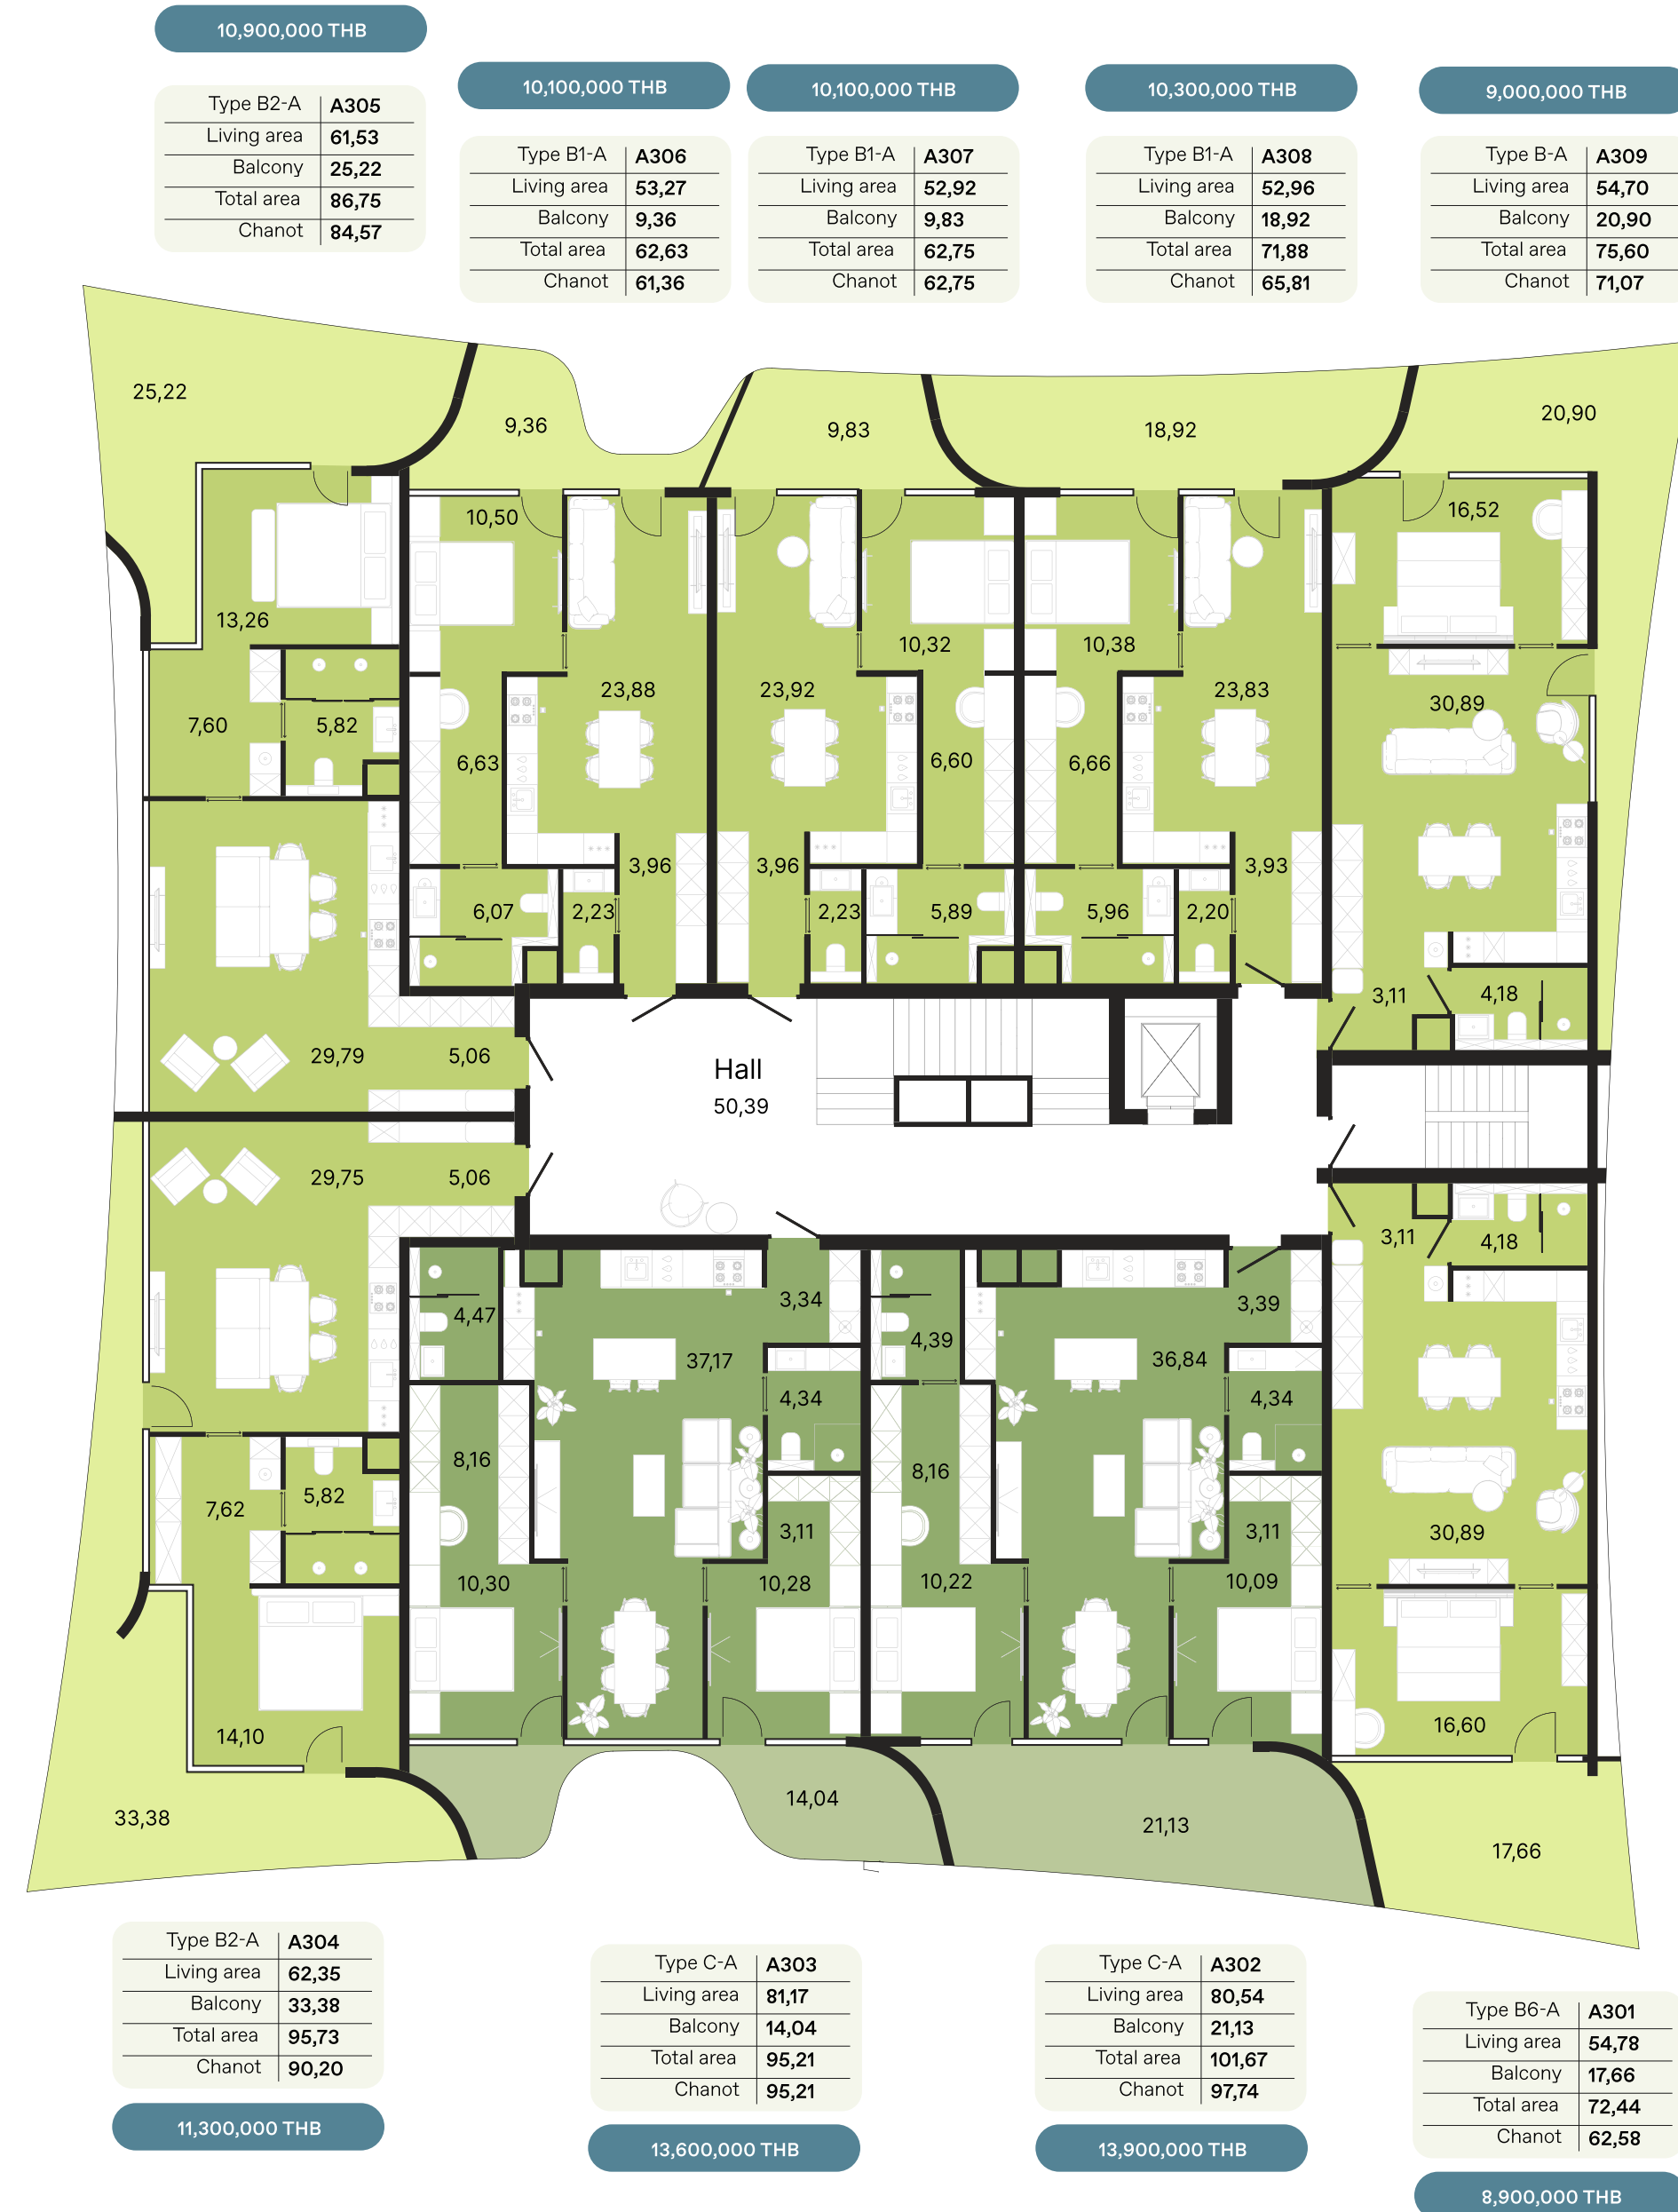 10,900,000 THB
10,100,000 THB
10,100,000 THB
10,300,000 THB
9,000,000 THB
Type B2-A A305
Living area 61,53
Balcony 25,22
Total area 86,75
Chanot 84,57
Type B1-A A306
Living area 53,27
Balcony 9,36
Total area 62,63
Chanot 61,36
Type B1-A A307
Living area 52,92
Balcony 9,83
Total area 62,75
Chanot 62,75
Type B1-A A308
Living area 52,96
Balcony 18,92
Total area 71,88
Chanot 65,81
Type B-A A309
Living area 54,70
Balcony 20,90
Total area 75,60
Chanot 71,07
25,22
9,36
9,83
18,92
20,90
10,50
16,52
13,26
10,32
10,38
23,88
23,92
23,83
30,89
7,60
5,82
6,63
6,60
6,66
3,96
3,96
3,93
6,07
2,23
2,23
5,89
5,96
2,20
3,11
4,18
29,79
5,06
Hall
50,39
29,75
5,06
3,11
4,18
4,47
3,34
4,39
3,39
37,17
36,84
4,34
4,34
8,16
8,16
7,62
5,82
3,11
3,11
30,89
10,30
10,28
10,22
10,09
14,10
16,60
33,38
14,04
21,13
17,66
Type B2-A A304
Living area 62,35
Balcony 33,38
Total area 95,73
Chanot 90,20
11,300,000 THB
Type C-A A303
Living area 81,17
Balcony 14,04
Total area 95,21
Chanot 95,21
13,600,000 THB
Type C-A A302
Living area 80,54
Balcony 21,13
Total area 101,67
Chanot 97,74
13,900,000 THB
Type B6-A A301
Living area 54,78
Balcony 17,66
Total area 72,44
Chanot 62,58
8,900,000 THB